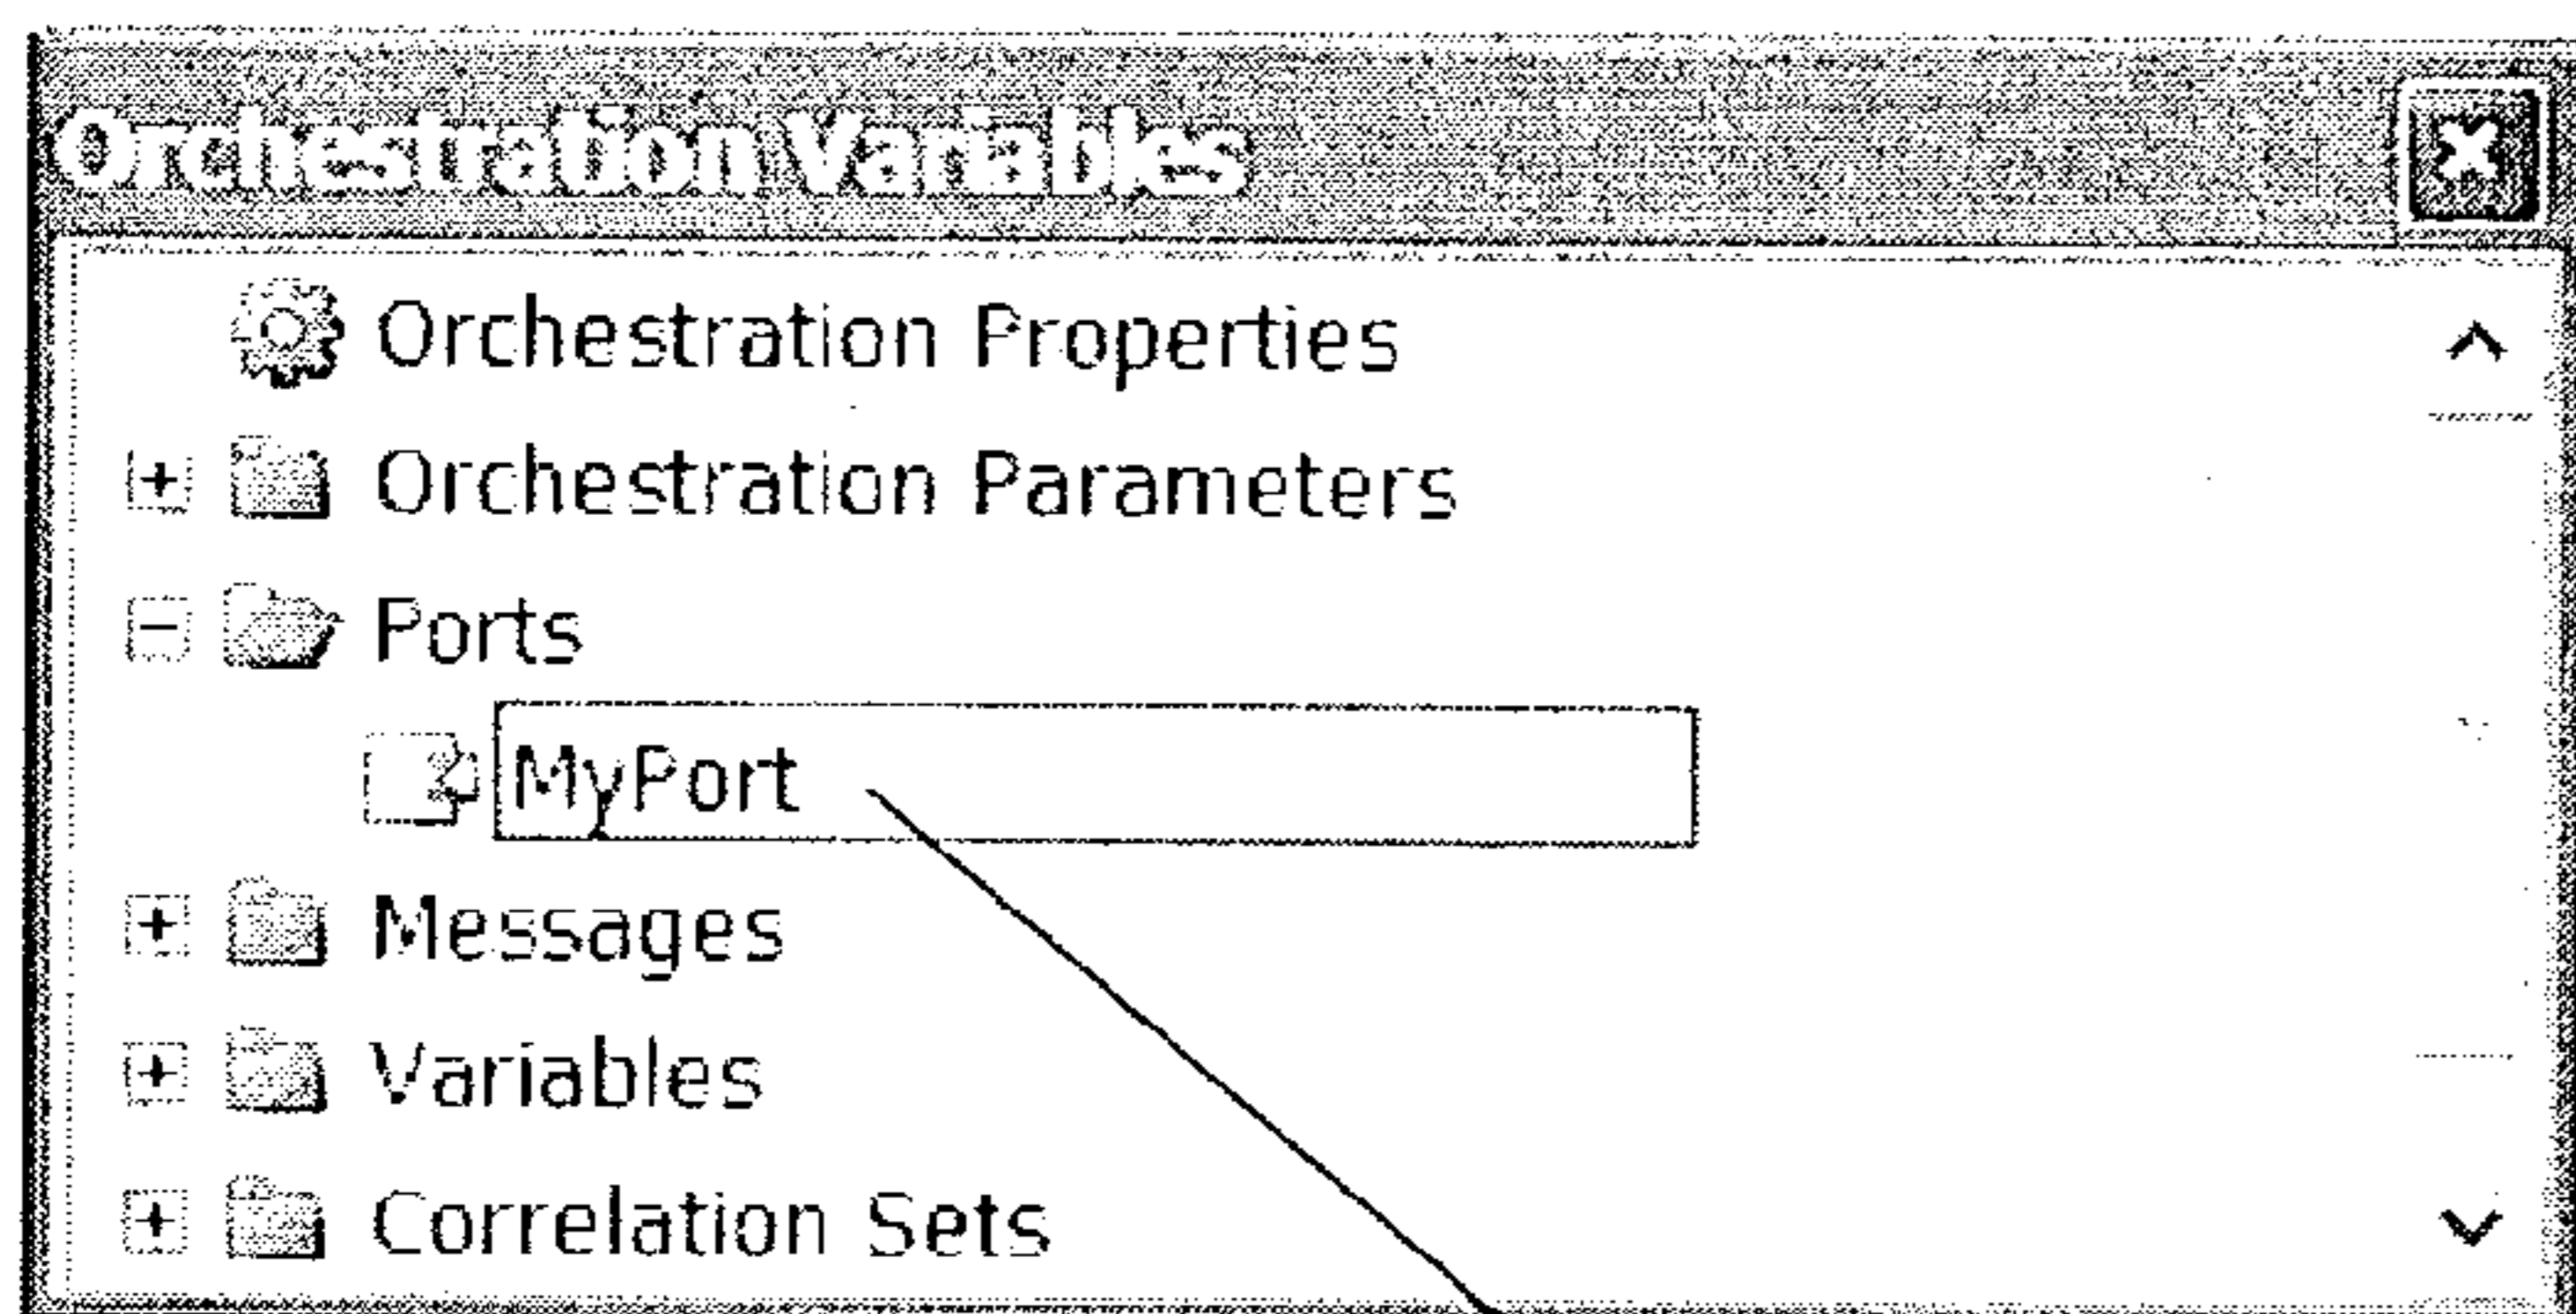 Orchestration Variables
Orchestration Properties
Orchestration Parameters
Ports
MyPort
Messages
Variables
Correlation Sets